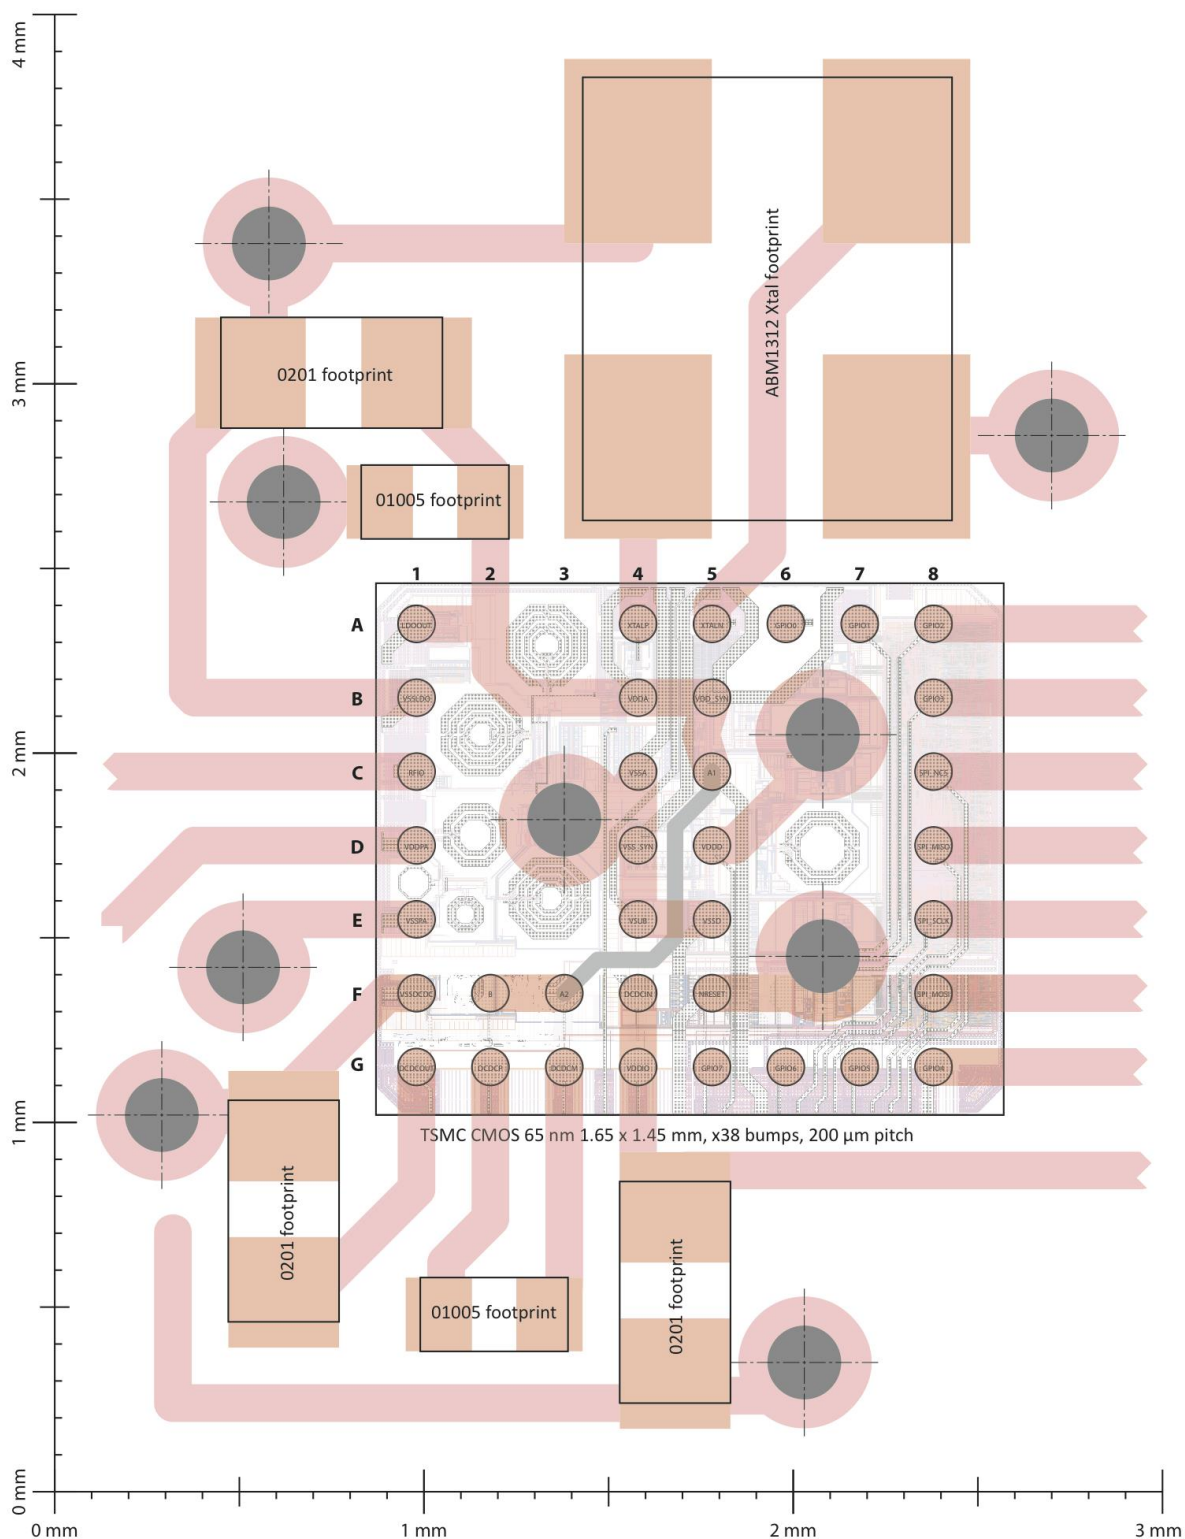 4 mm
ABM1312 Xtal footprint
3 mm
0201 footprint
01005 footprint
1 2 3 4 5 6 7 8
A LDOOUT XTALP XTALN GPIO0 GPIO1 GPIO2
B VSSLDO VDDA VDD_SYN GPIO3
2 mm
C RFIO VSSA A1 SPI_NCS
D VDDPA VSS_SYN VDDD SPI_MISO
E VSSPA VSUB VSSD SPI_SCLK
F VSSDCDC B A2 DCDCIN NRESET SPI_MOSI
G DCDCOUT DCDCP DCDCM VDDIO GPIO7 GPIO6 GPIO5 GPIO4
1 mm
TSMC CMOS 65 nm 1.65 x 1.45 mm, x38 bumps, 200 µm pitch
0201 footprint
01005 footprint
0201 footprint
0 mm
0 mm 1 mm 2 mm 3 mm